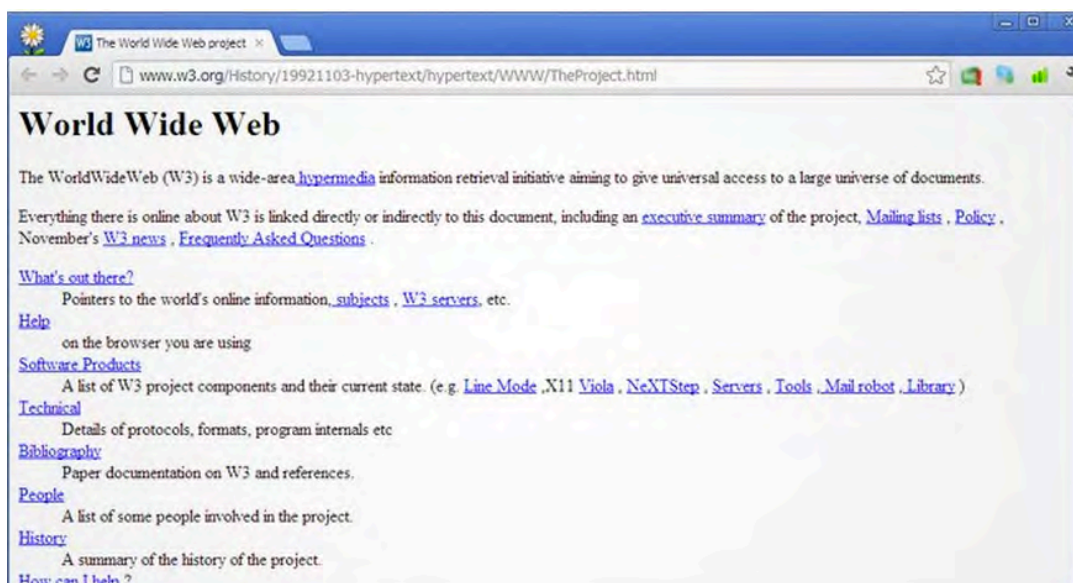 The World Wide Web project
www.w3.org/History/19921103-hypertext/hypertext/WWW/TheProject.html
World Wide Web
The WorldWideWeb (W3) is a wide-area hypermedia information retrieval initiative aiming to give universal access to a large universe of documents.
Everything there is online about W3 is linked directly or indirectly to this document, including an executive summary of the project, Mailing lists , Policy ,
November's W3 news , Frequently Asked Questions .
What's out there?
Pointers to the world's online information, subjects , W3 servers, etc.
Help
on the browser you are using
Software Products
A list of W3 project components and their current state. (e.g. Line Mode ,X11 Viola , NeXTStep , Servers , Tools , Mail robot , Library )
Technical
Details of protocols, formats, program internals etc
Bibliography
Paper documentation on W3 and references.
People
A list of some people involved in the project.
History
A summary of the history of the project.
How can I help ?